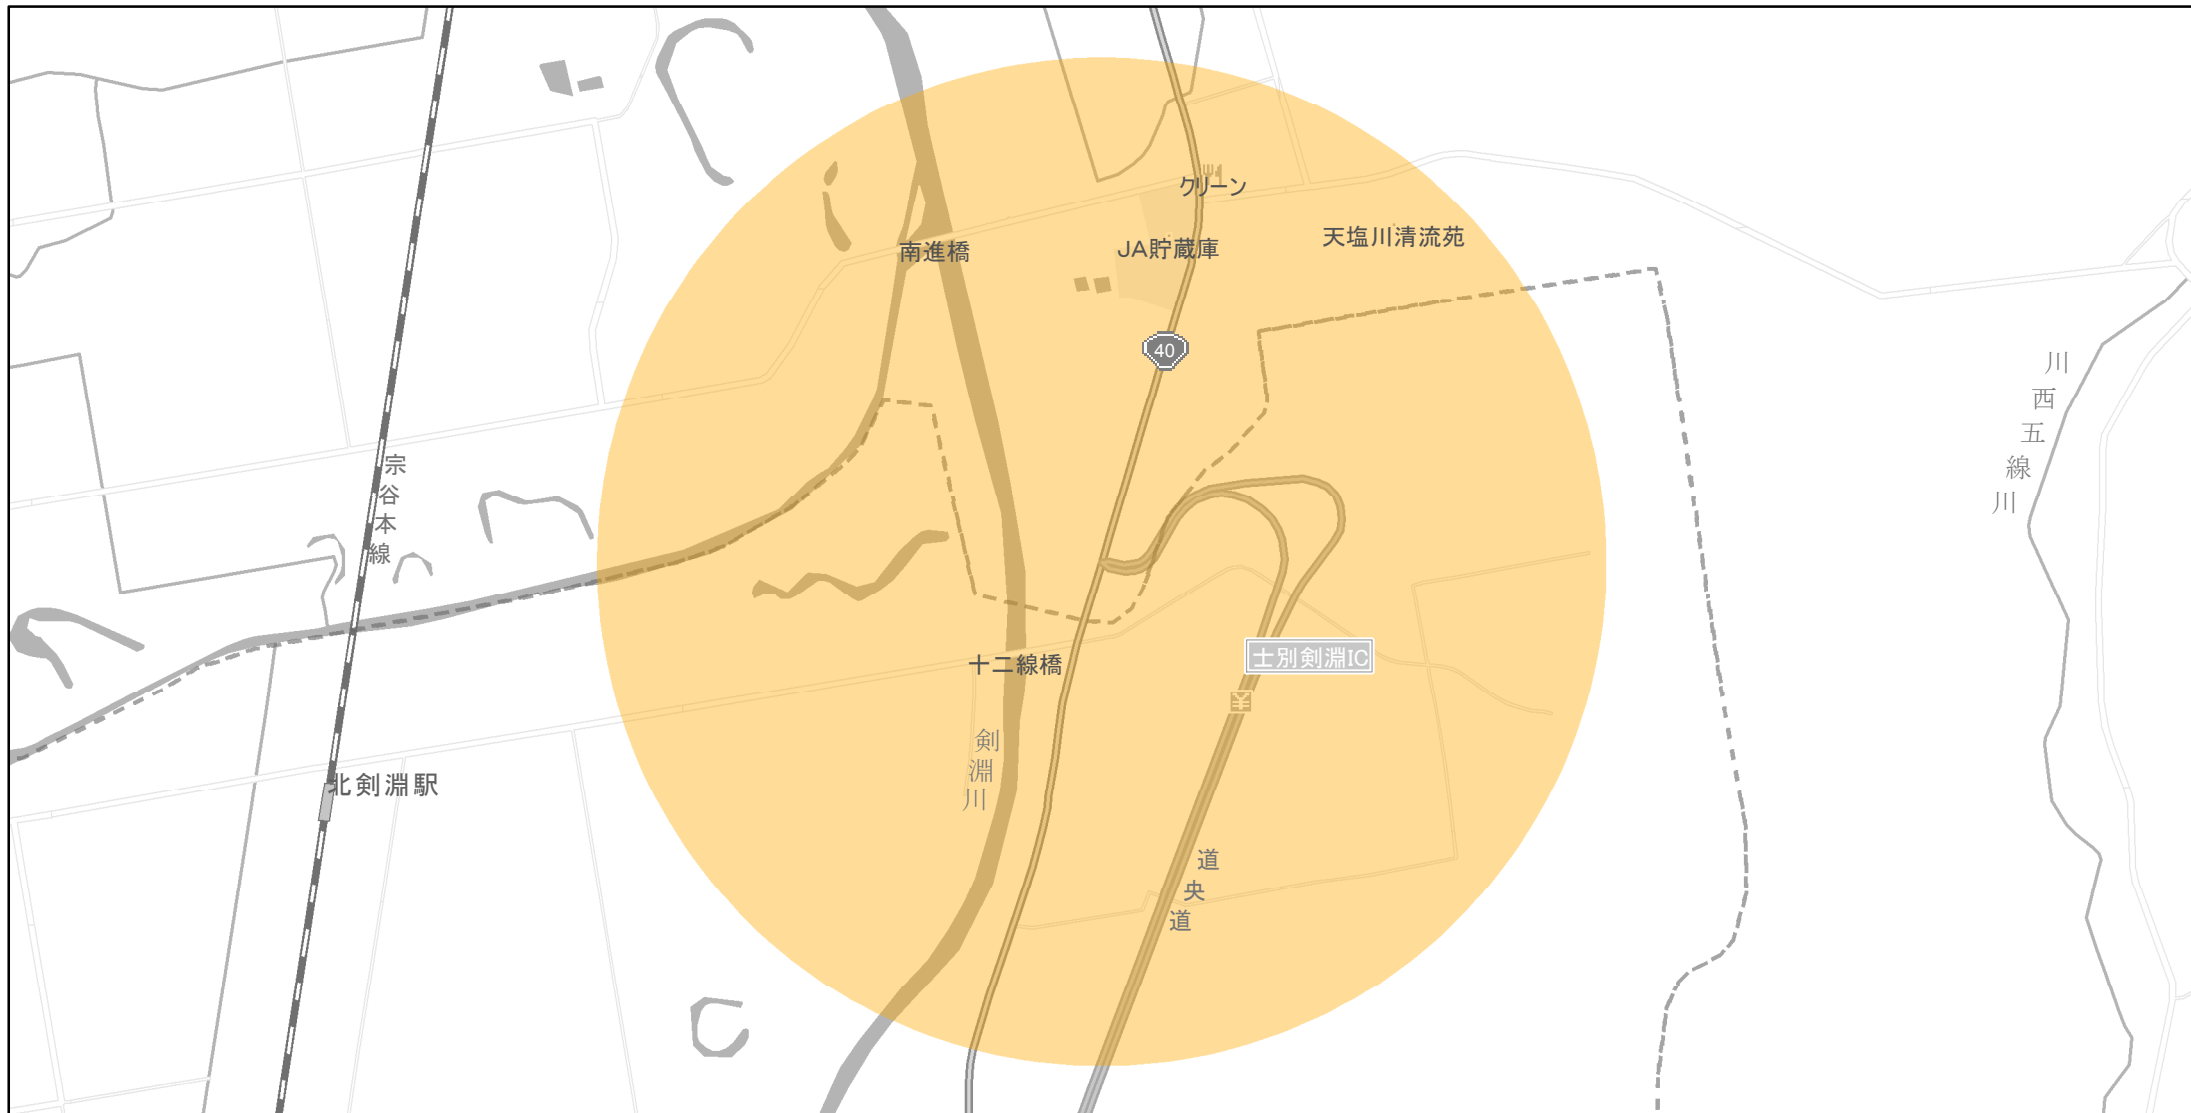 クリーン
天塩川清流苑
JA貯蔵庫
南進橋
40
川西五線川
宗谷本線
士別剣淵IC
十二線橋
¥
剣淵川
北剣淵駅
道央道